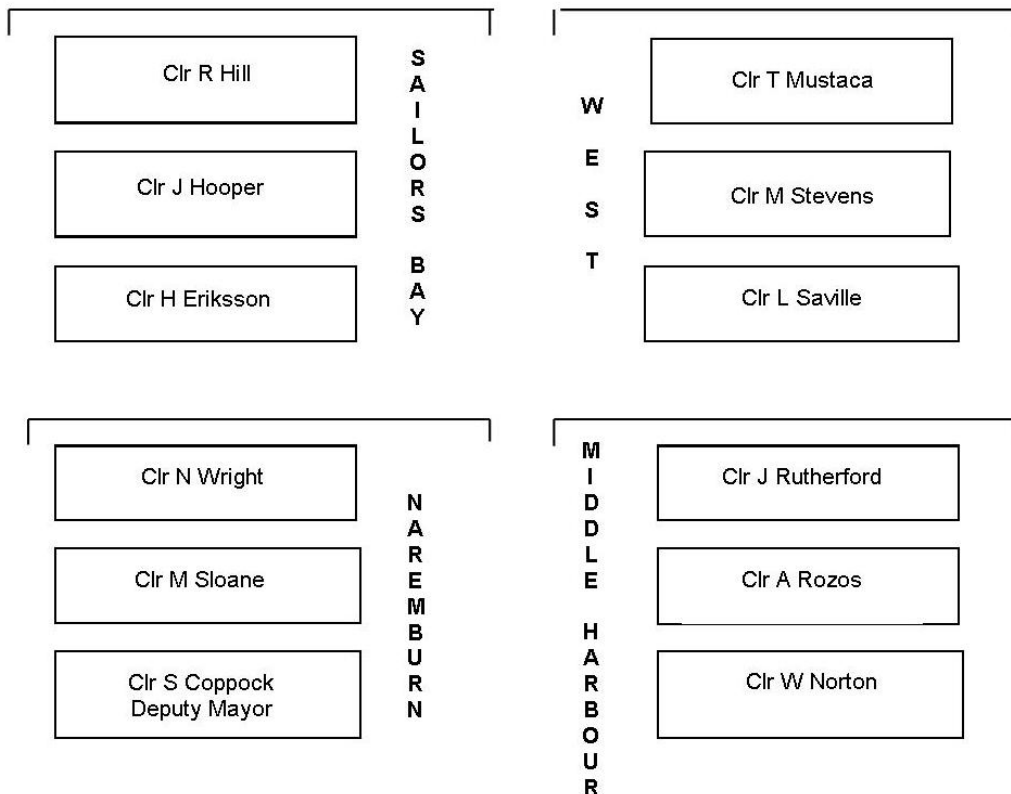 Clr R Hill
Clr J Hooper
Clr H Eriksson
SAILORS BAY
WEST
Clr T Mustaca
Clr M Stevens
Clr L Saville
Clr N Wright
Clr M Sloane
Clr S Coppock
Deputy Mayor
NAREMBURN
MIDDLE HARBOUR
Clr J Rutherford
Clr A Rozos
Clr W Norton